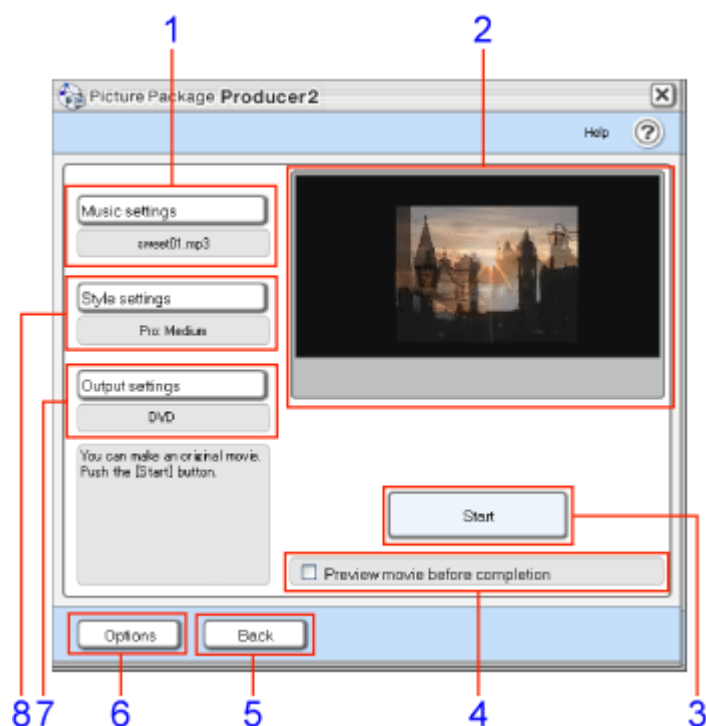 1 2
Picture Package Producer2
Help ?
Music settings
sweet01.mp3
Style settings
Pro: Medium
Output settings
DVD
You can make an original movie.
Push the [Start] button.
Start
Preview movie before completion
Options Back
8 7 6 5 4 3